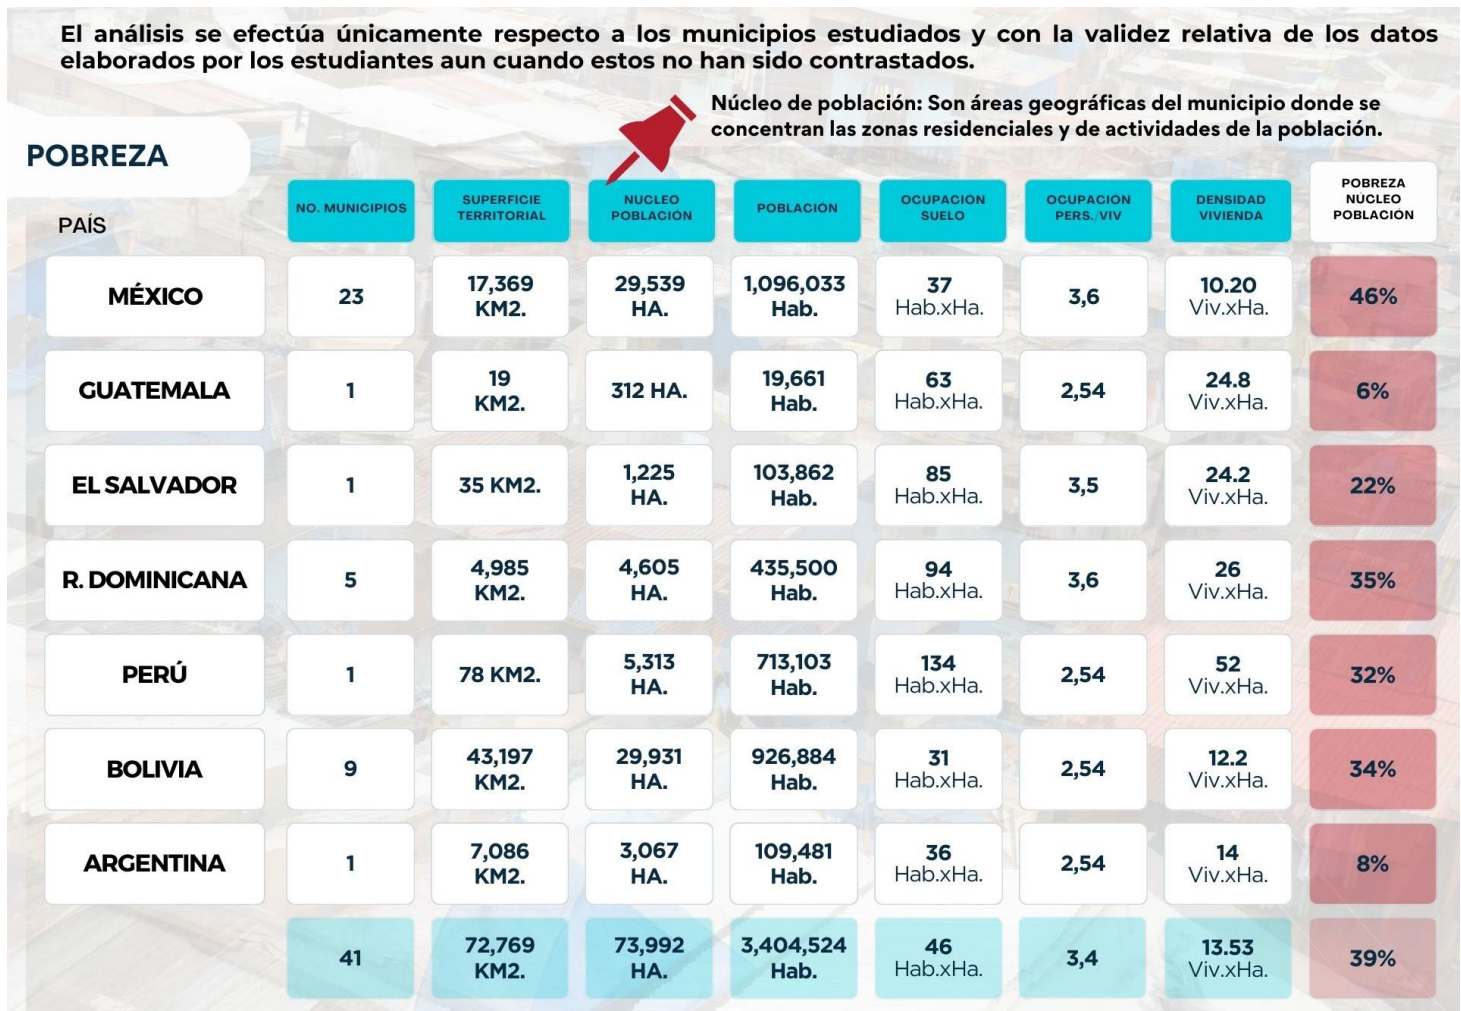 El análisis se efectúa únicamente respecto a los municipios estudiados y con la validez relativa de los datos
elaborados por los estudiantes aun cuando estos no han sido contrastados.
Núcleo de población: Son áreas geográficas del municipio donde se
concentran las zonas residenciales y de actividades de la población.
POBREZA
PAÍS
NO. MUNICIPIOS
SUPERFICIE
TERRITORIAL
NUCLEO
POBLACIÓN
POBLACIÓN
OCUPACIÓN
SUELO
OCUPACIÓN
PERS./VIV
DENSIDAD
VIVIENDA
POBREZA
NÚCLEO
POBLACIÓN
MÉXICO
23
17,369
KM2.
29,539
HA.
1,096,033
Hab.
37
Hab.xHa.
3,6
10.20
Viv.xHa.
46%
GUATEMALA
1
19
KM2.
312 HA.
19,661
Hab.
63
Hab.xHa.
2,54
24.8
Viv.xHa.
6%
EL SALVADOR
1
35 KM2.
1,225
HA.
103,862
Hab.
85
Hab.xHa.
3,5
24.2
Viv.xHa.
22%
R. DOMINICANA
5
4,985
KM2.
4,605
HA.
435,500
Hab.
94
Hab.xHa.
3,6
26
Viv.xHa.
35%
PERÚ
1
78 KM2.
5,313
HA.
713,103
Hab.
134
Hab.xHa.
2,54
52
Viv.xHa.
32%
BOLIVIA
9
43,197
KM2.
29,931
HA.
926,884
Hab.
31
Hab.xHa.
2,54
12.2
Viv.xHa.
34%
ARGENTINA
1
7,086
KM2.
3,067
HA.
109,481
Hab.
36
Hab.xHa.
2,54
14
Viv.xHa.
8%
41
72,769
KM2.
73,992
HA.
3,404,524
Hab.
46
Hab.xHa.
3,4
13.53
Viv.xHa.
39%